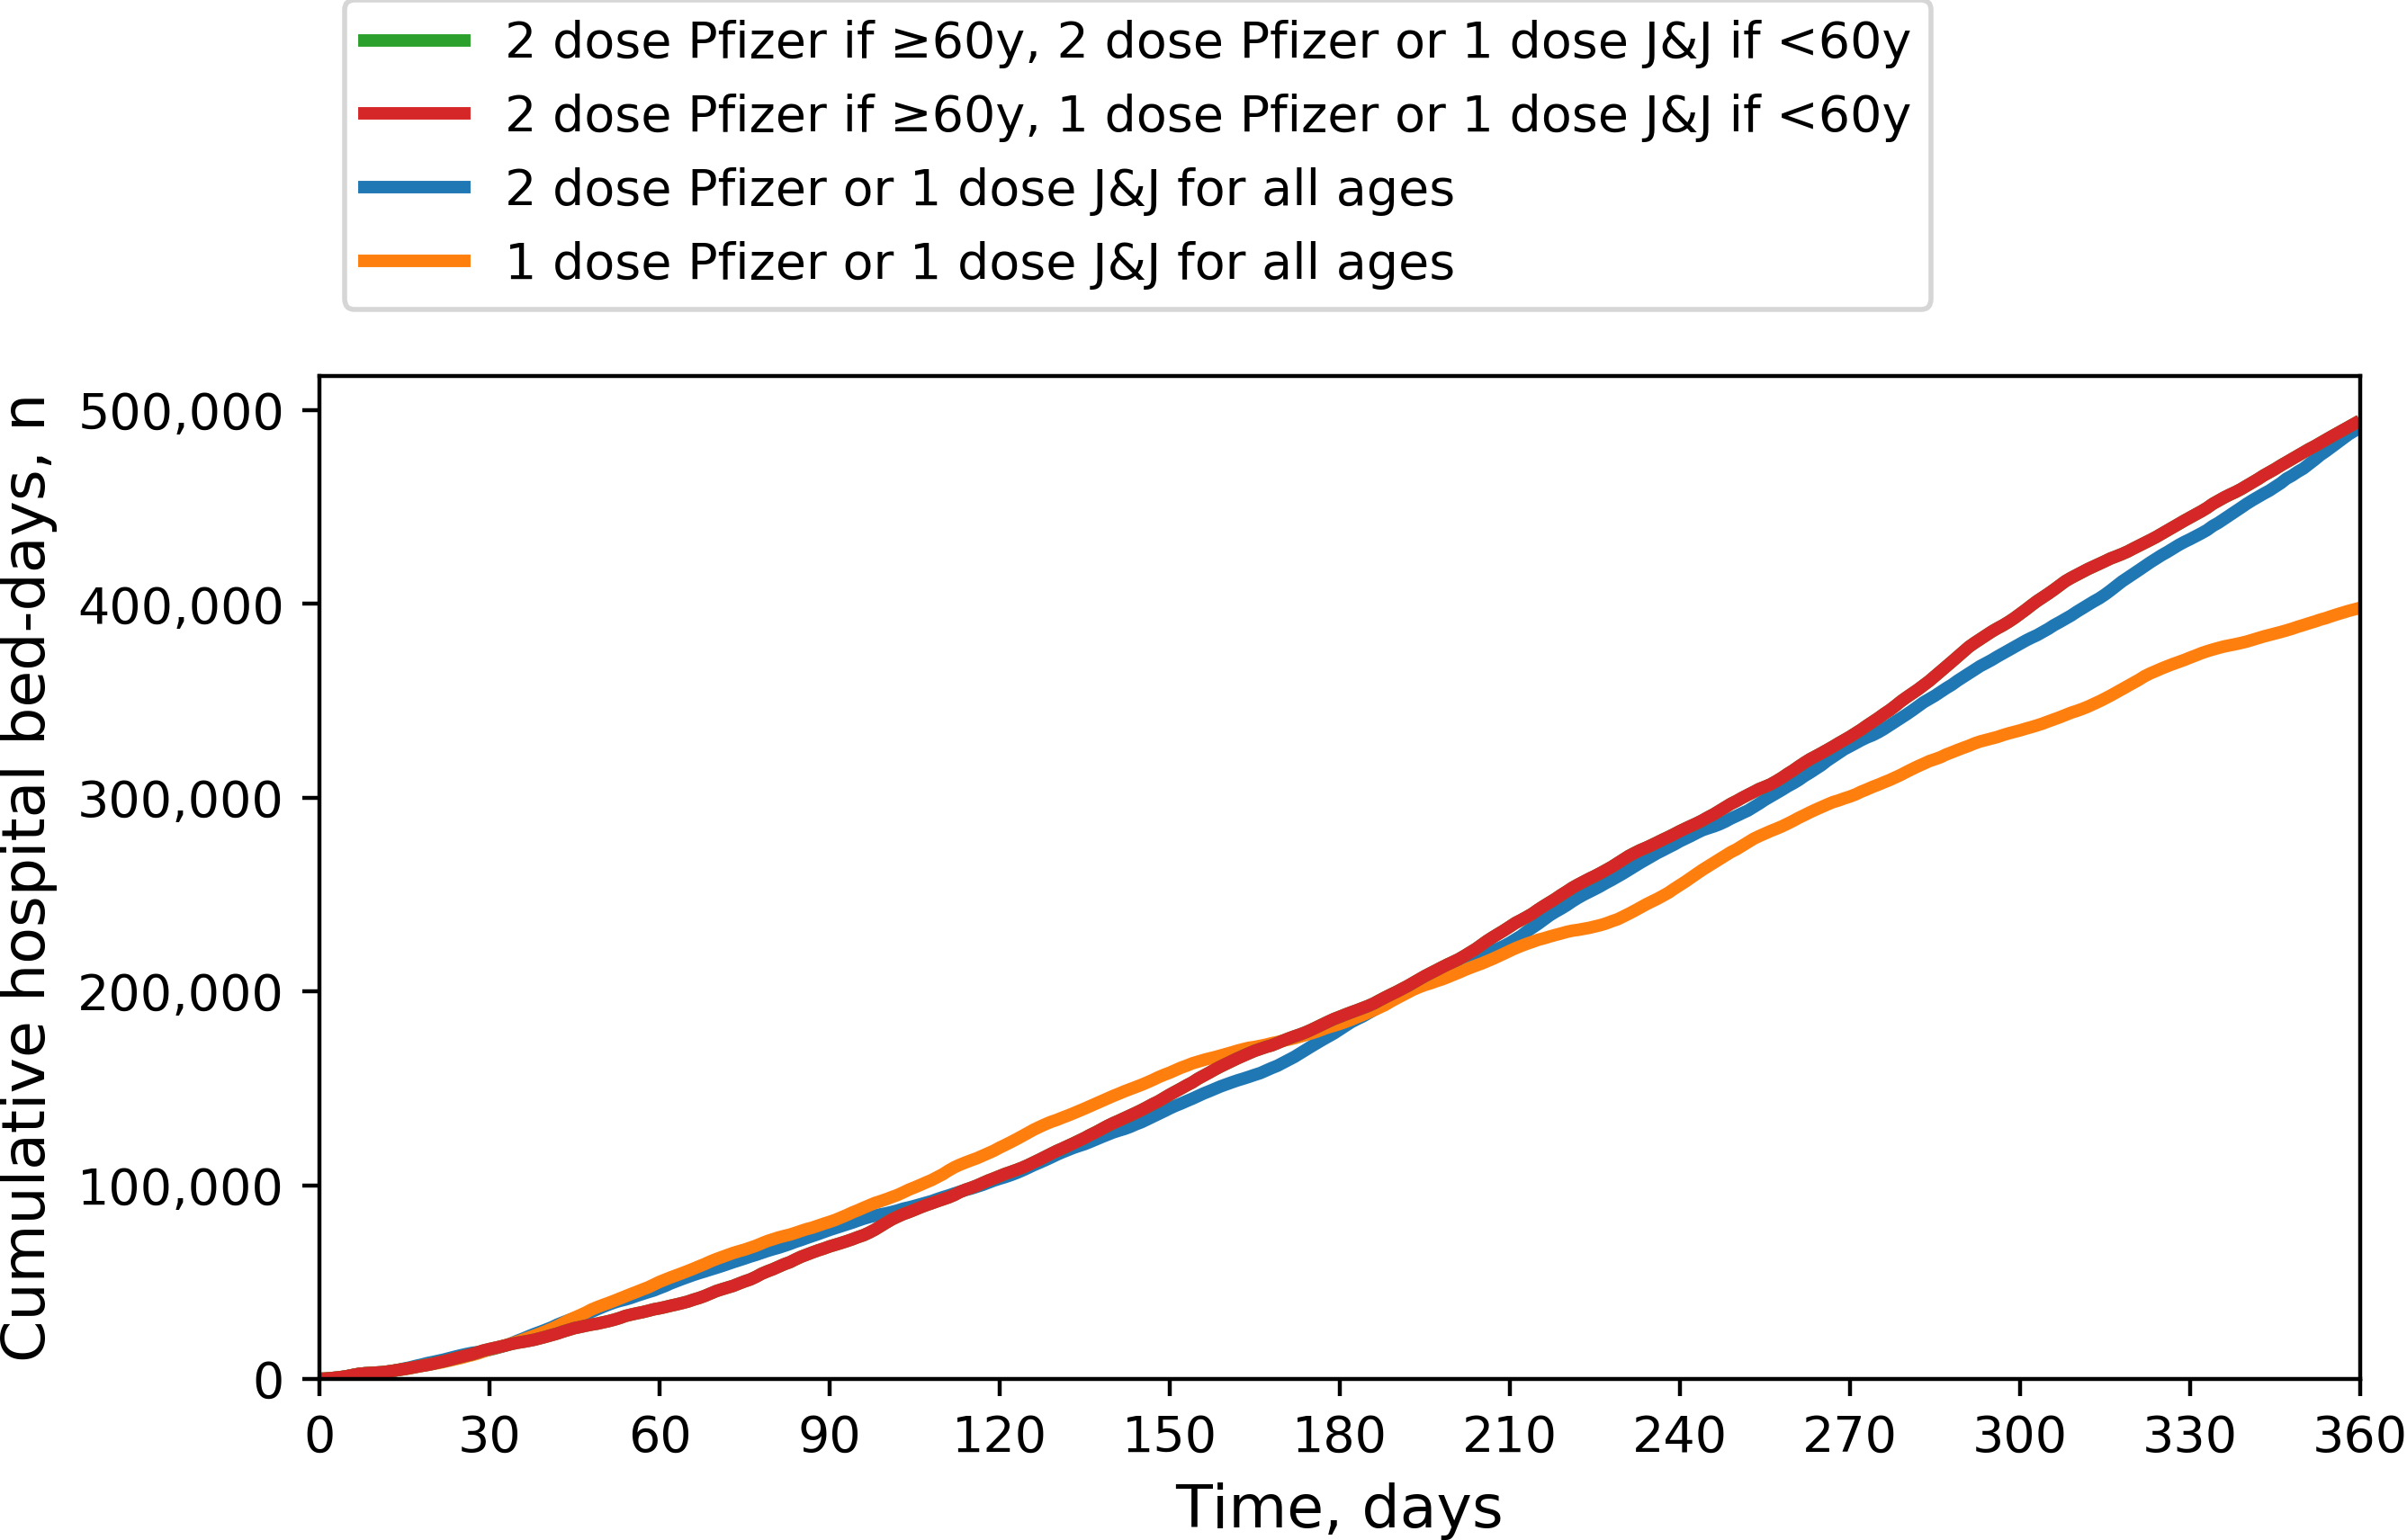 2 dose Pfizer if ≥60y, 2 dose Pfizer or 1 dose J&J if <60y
2 dose Pfizer if ≥60y, 1 dose Pfizer or 1 dose J&J if <60y
2 dose Pfizer or 1 dose J&J for all ages
1 dose Pfizer or 1 dose J&J for all ages
Cumulative hospital bed-days, n
500,000
400,000
300,000
200,000
100,000
0
0 30 60 90 120 150 180 210 240 270 300 330 360
Time, days